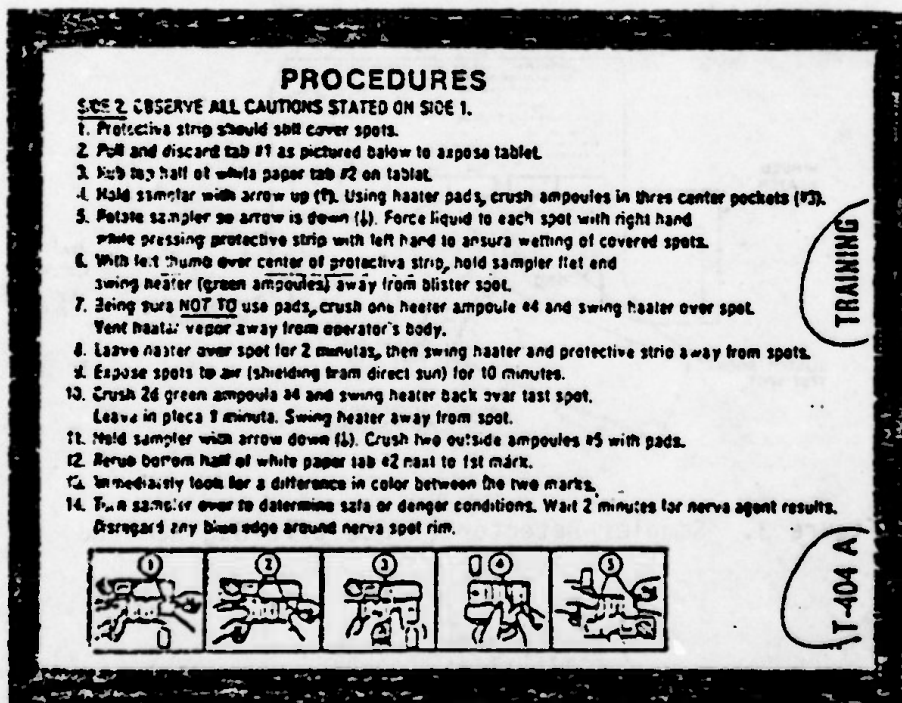 PROCEDURES
SIDE 2. OBSERVE ALL CAUTIONS STATED ON SIDE 1.
1. Protective strip should still cover spots.
2. Pull and discard tab #1 as pictured below to expose tablet.
3. Rub top half of white paper tab #2 on tablet.
4. Hold sampler with arrow up (↑). Using heater pads, crush ampoules in three center pockets (#3).
5. Rotate sampler so arrow is down (↓). Force liquid to each spot with right hand
while pressing protective strip with left hand to ensure wetting of covered spots.
6. With left thumb over center of protective strip, hold sampler flat and
swing heater (green ampoules) away from blister spot.
7. Being sure NOT TO use pads, crush one heater ampoule #4 and swing heater over spot.
Vent heater vapor away from operator's body.
8. Leave heater over spot for 2 minutes, then swing heater and protective strip away from spots.
9. Expose spots to air (shielding from direct sun) for 10 minutes.
10. Crush 2d green ampoule #4 and swing heater back over test spot.
Leave in place 1 minute. Swing heater away from spot.
11. Hold sampler with arrow down (↓). Crush two outside ampoules #5 with pads.
12. Rerub bottom half of white paper tab #2 next to 1st mark.
13. Immediately look for a difference in color between the two marks.
14. Turn sampler over to determine safe or danger conditions. Wait 2 minutes for nerve agent results.
Disregard any blue edge around nerve spot rim.
TRAINING
T-404 A
1
2
3
4
5